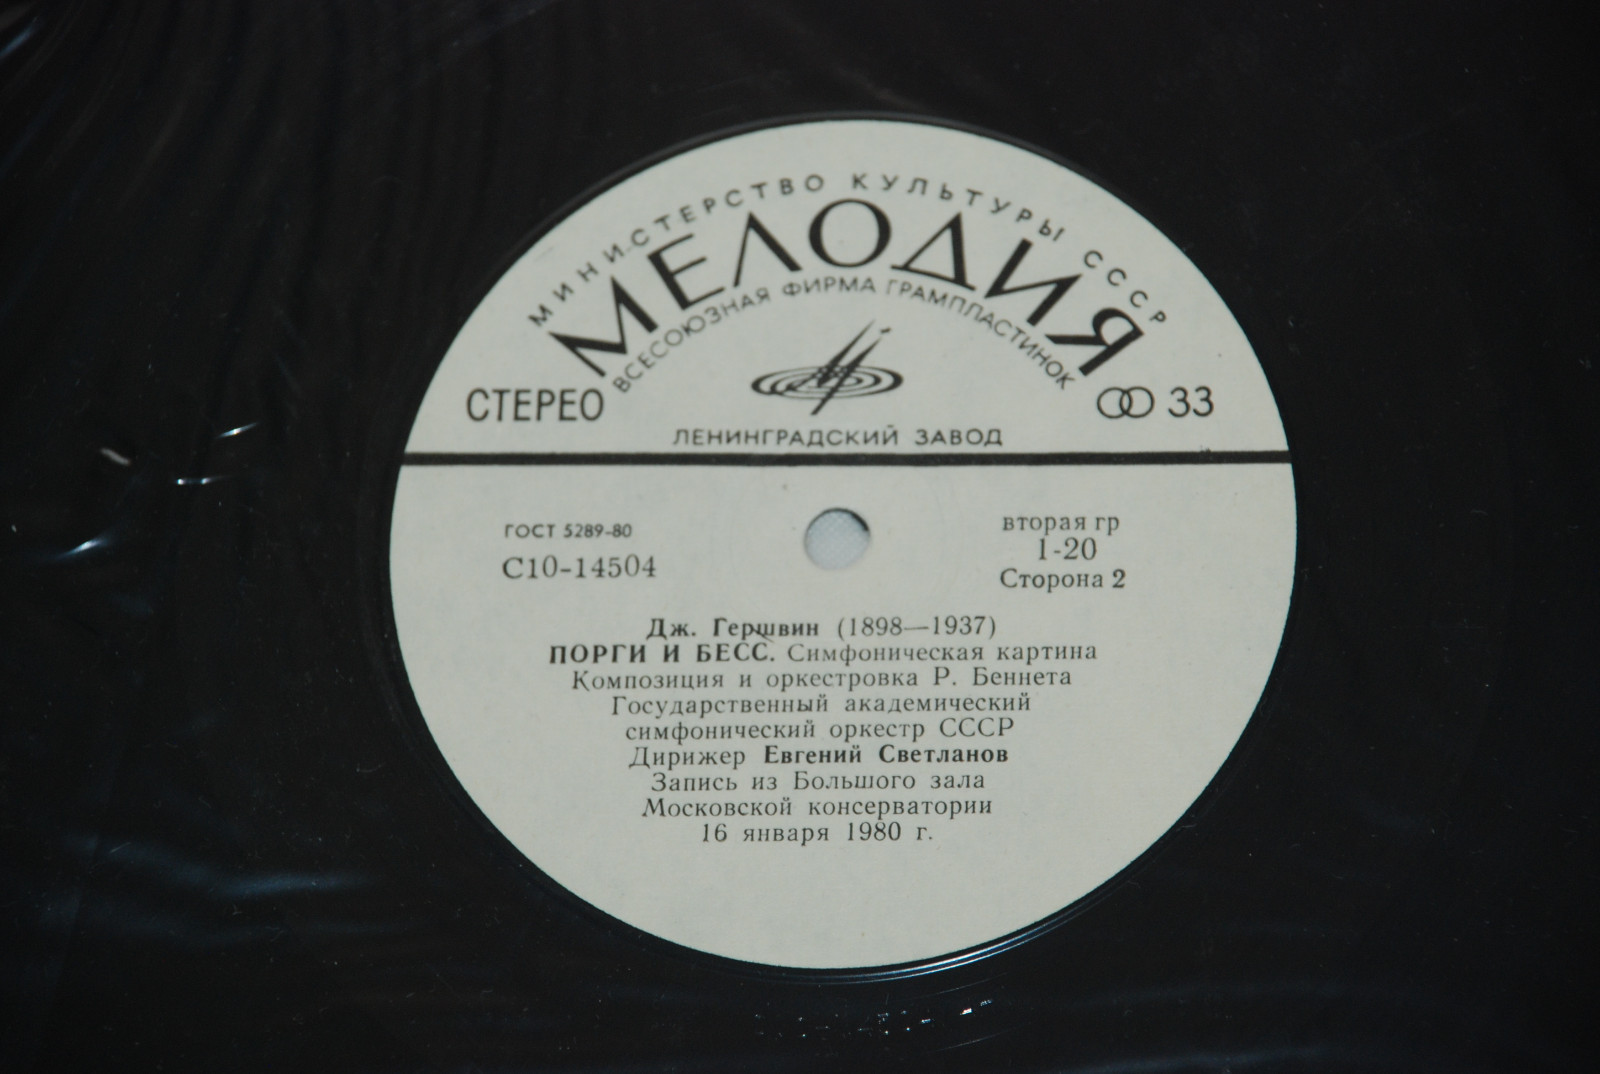 МИНИСТЕРСТВО КУЛЬТУРЫ СССР
МЕЛОДИЯ
ВСЕСОЮЗНАЯ ФИРМА ГРАМПЛАСТИНОК
СТЕРЕО
33
ЛЕНИНГРАДСКИЙ ЗАВОД
ГОСТ 5289-80
С10-14504
вторая гр
1-20
Сторона 2
Дж. Гершвин (1898—1937)
ПОРГИ И БЕСС. Симфоническая картина
Композиция и оркестровка Р. Беннета
Государственный академический
симфонический оркестр СССР
Дирижер Евгений Светланов
Запись из Большого зала
Московской консерватории
16 января 1980 г.